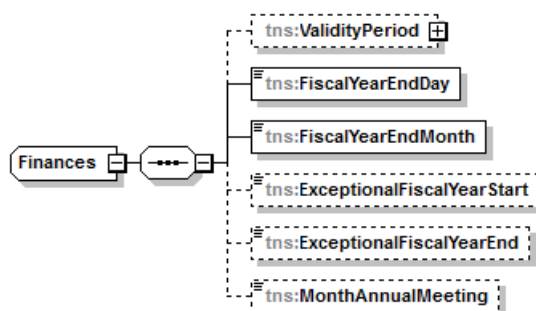 tns:ValidityPeriod
tns:FiscalYearEndDay
tns:FiscalYearEndMonth
Finances
tns:ExceptionalFiscalYearStart
tns:ExceptionalFiscalYearEnd
tns:MonthAnnualMeeting